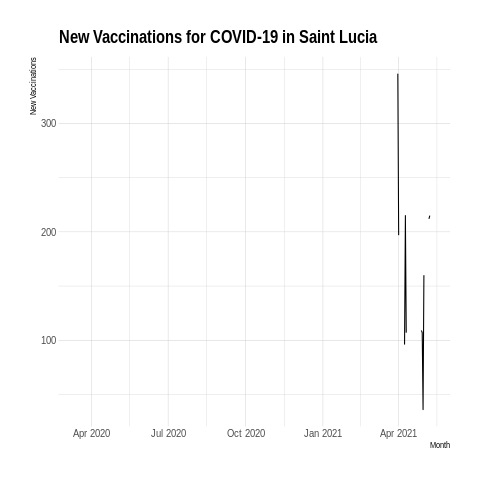 New Vaccinations for COVID-19 in Saint Lucia
New Vaccinations
300
200
100
Apr 2020 Jul 2020 Oct 2020 Jan 2021 Apr 2021
Month